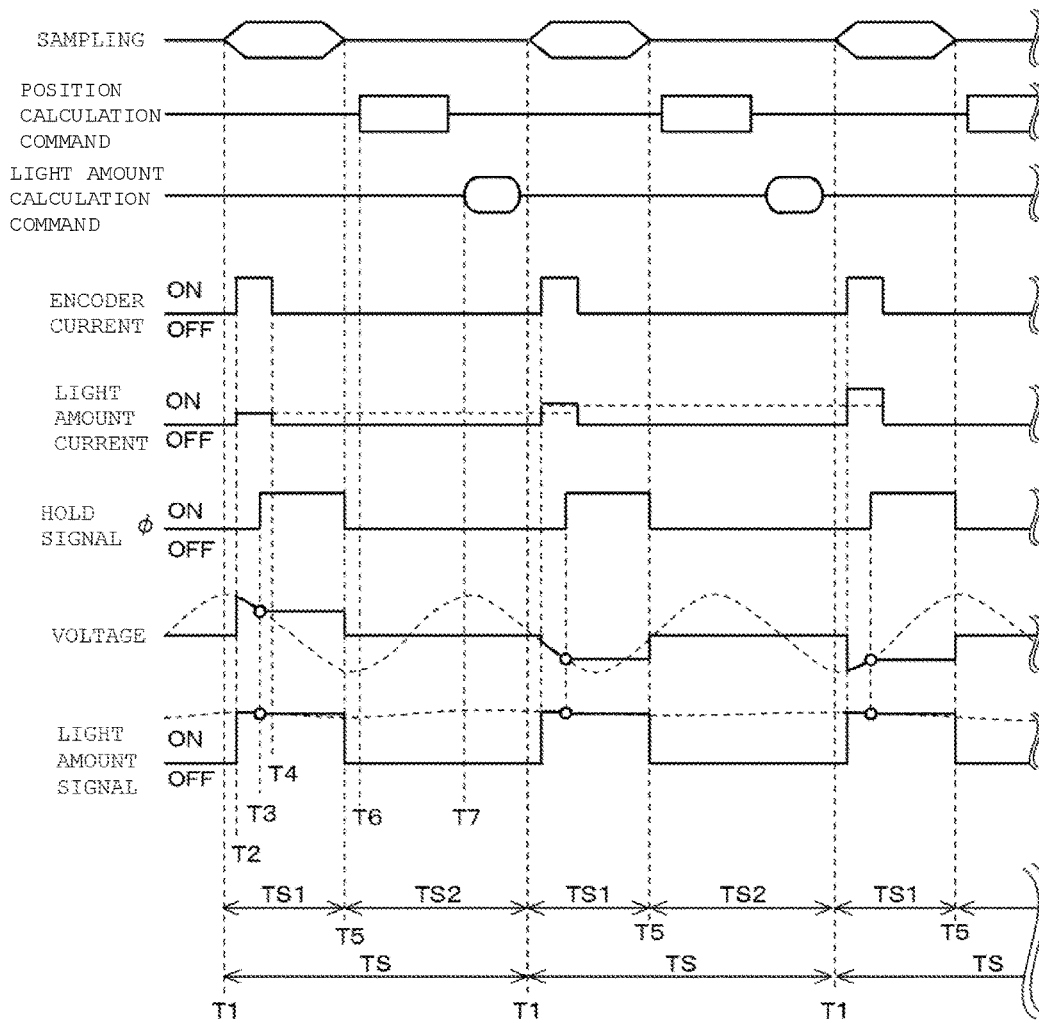 SAMPLING
POSITION
CALCULATION
COMMAND
LIGHT AMOUNT
CALCULATION
COMMAND
ENCODER
CURRENT
ON
OFF
LIGHT
AMOUNT
CURRENT
ON
OFF
HOLD
SIGNAL
ϕ
ON
OFF
VOLTAGE
LIGHT
AMOUNT
SIGNAL
ON
OFF
T4
T3
T6
T7
T2
TS1
TS2
TS1
TS2
TS1
T5
T5
T5
TS
TS
TS
T1
T1
T1